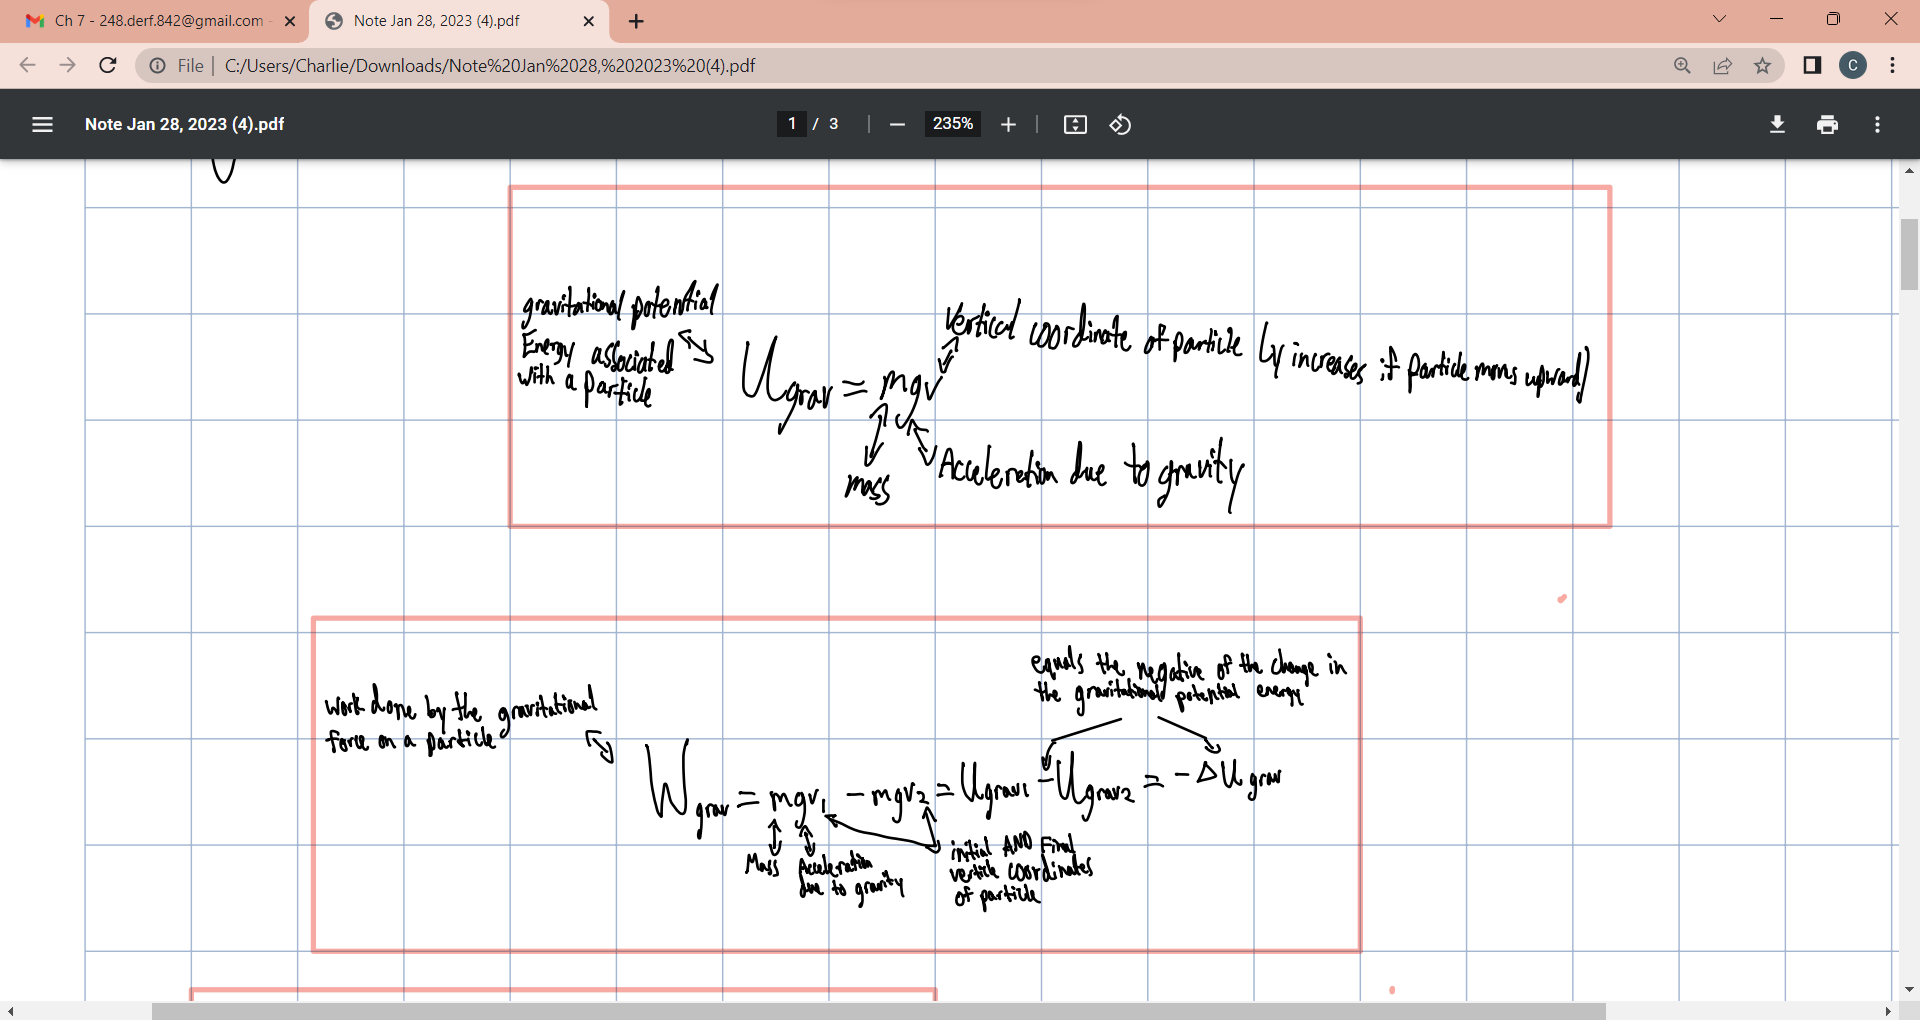 Ch 7 - 248.derf.842@gmail.com
Note Jan 28, 2023 (4).pdf
File
C:/Users/Charlie/Downloads/Note%20Jan%2028,%202023%20(4).pdf
C
Note Jan 28, 2023 (4).pdf
1 / 3
235%
gravitational potential
Energy associated
with a particle
Vertical coordinate of particle (y increases if particle moves upward)
Ugrav = mgy
mass
Acceleration due to gravity
equals the negative of the change in
the gravitational potential energy
work done by the gravitational
force on a particle
Wgrav = mgy₁ - mgy₂ = Ugrav1 - Ugrav2 = -ΔUgrav
Mass
Acceleration
due to gravity
initial AND Final
verticle coordinates
of particle